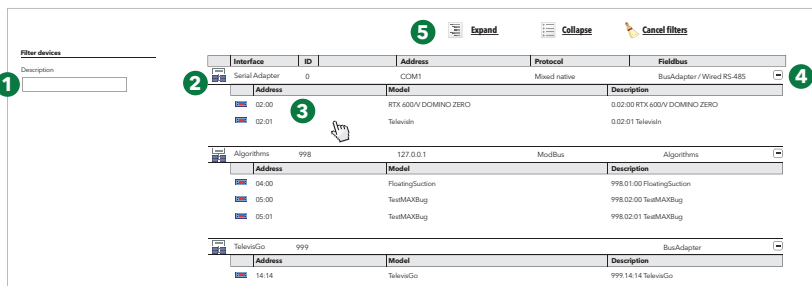 5 Expand Collapse Cancel filters
Filter devices
Description
1
Interface ID Address Protocol Fieldbus
2 Serial Adapter 0 COM1 Mixed native BusAdapter / Wired RS-485 4
Address Model Description
02:00 3 RTX 600/V DOMINO ZERO 0.02:00 RTX 600/V DOMINO ZERO
02:01 TelevisIn 0.02:01 TelevisIn
Algorithms 998 127.0.0.1 ModBus Algorithms
Address Model Description
04:00 FloatingSuction 998.01:00 FloatingSuction
05:00 TestMAXBug 998.02:00 TestMAXBug
05:01 TestMAXBug 998.02:01 TestMAXBug
TelevisGo 999 BusAdapter
Address Model Description
14:14 TelevisGo 999.14:14 TelevisGo